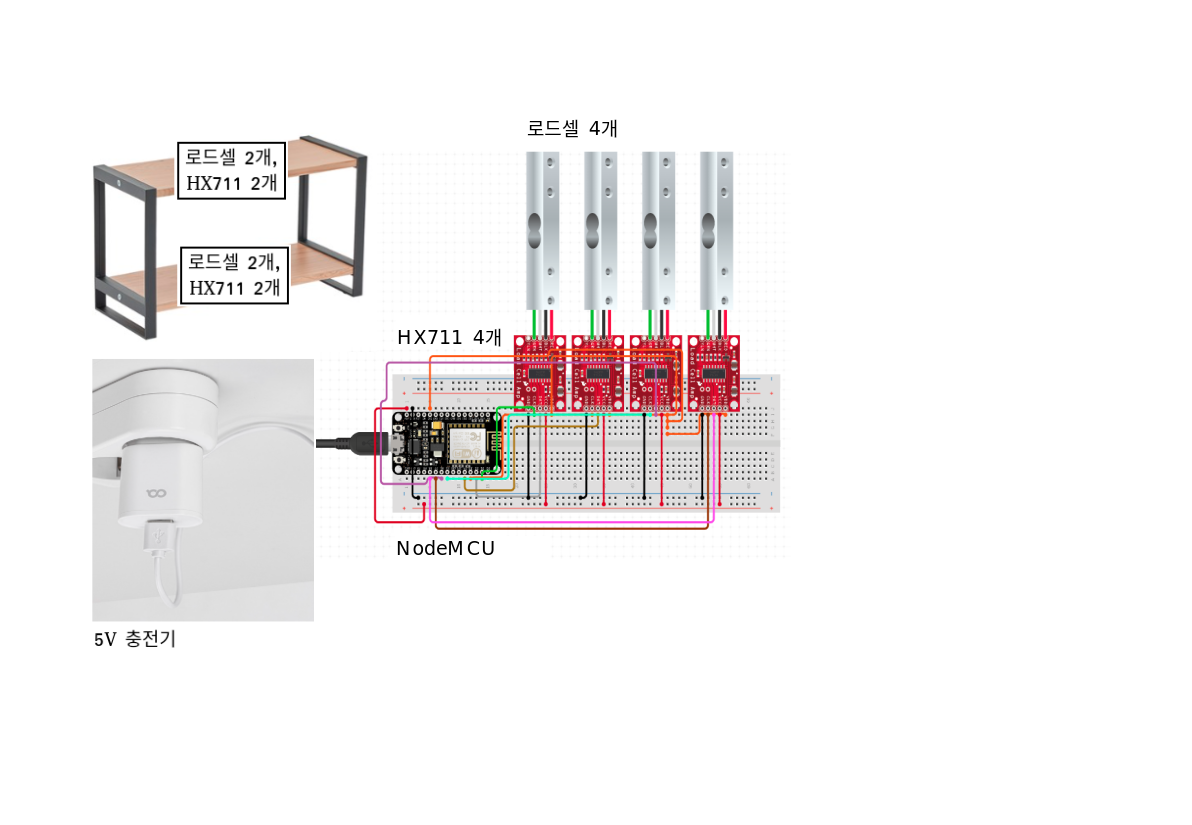 로드셀 4개
로드셀 2개,
HX711 2개
로드셀 2개,
HX711 2개
HX711 4개
NodeMCU
5V 충전기